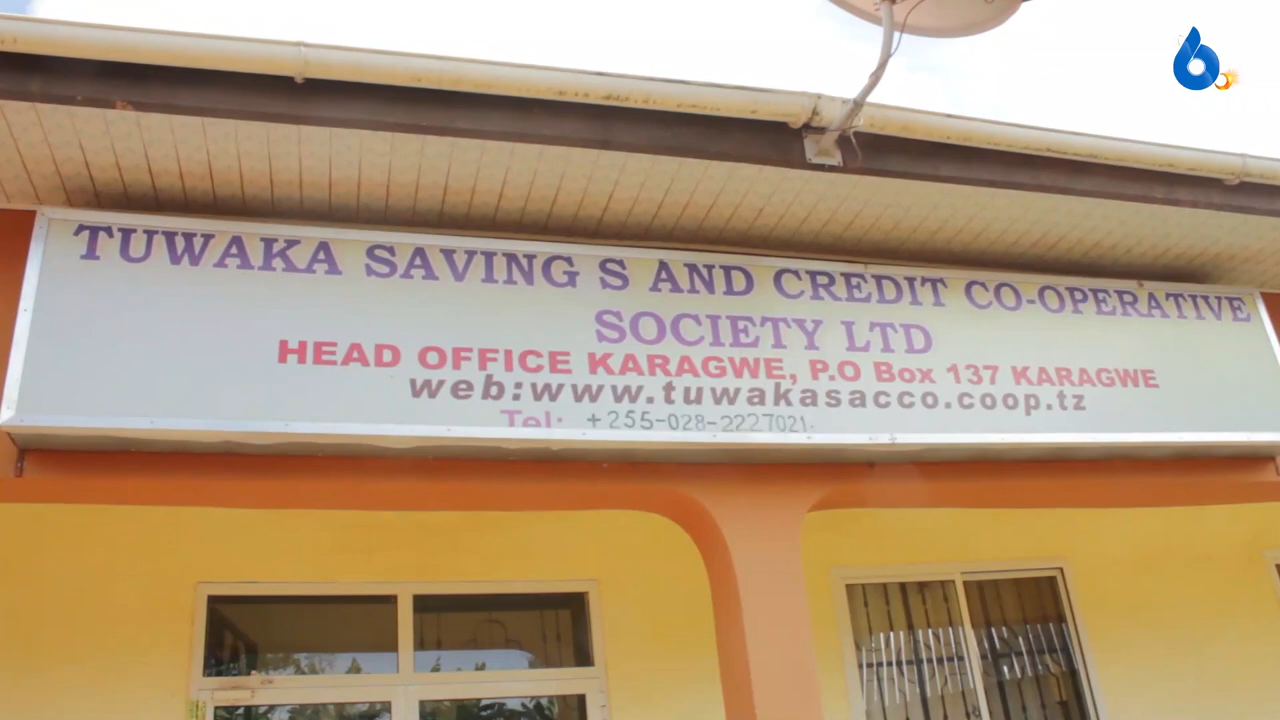 TUWAKA SAVING S AND CREDIT CO-OPERATIVE
SOCIETY LTD
HEAD OFFICE KARAGWE, P.O Box 137 KARAGWE
web:www.tuwakasacco.coop.tz
Tel: +255-028-2227021.